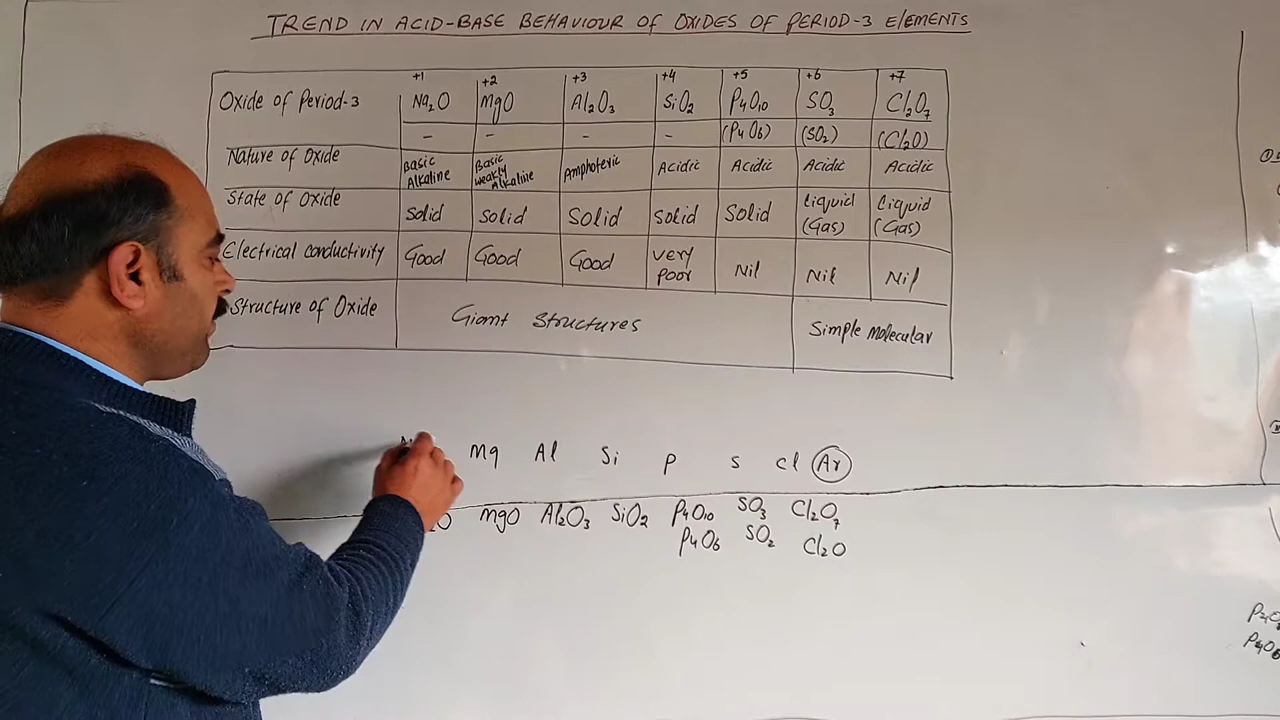 TREND IN ACID-BASE BEHAVIOUR OF OXIDES OF PERIOD-3 ElEMENTS
+1 +2 +3 +4 +5 +6 +7
Oxide of Period-3 Na₂O MgO Al₂O₃ SiO₂ P₄O₁₀ SO₃ Cl₂O₇
- - - - (P₄O₆) (SO₂) (Cl₂O)
Nature of Oxide Basic Alkaline Basic weakly Alkaline Amphoteric Acidic Acidic Acidic Acidic
State of Oxide Solid Solid Solid Solid Solid liquid (Gas) liquid (Gas)
Electrical conductivity Good Good Good very poor Nil Nil Nil
Structure of Oxide Giant Structures Simple molecular
Mg Al Si P S Cl Ar
MgO Al₂O₃ SiO₂ P₄O₁₀ SO₃ Cl₂O₇
P₄O₆ SO₂ Cl₂O
P₄O₆